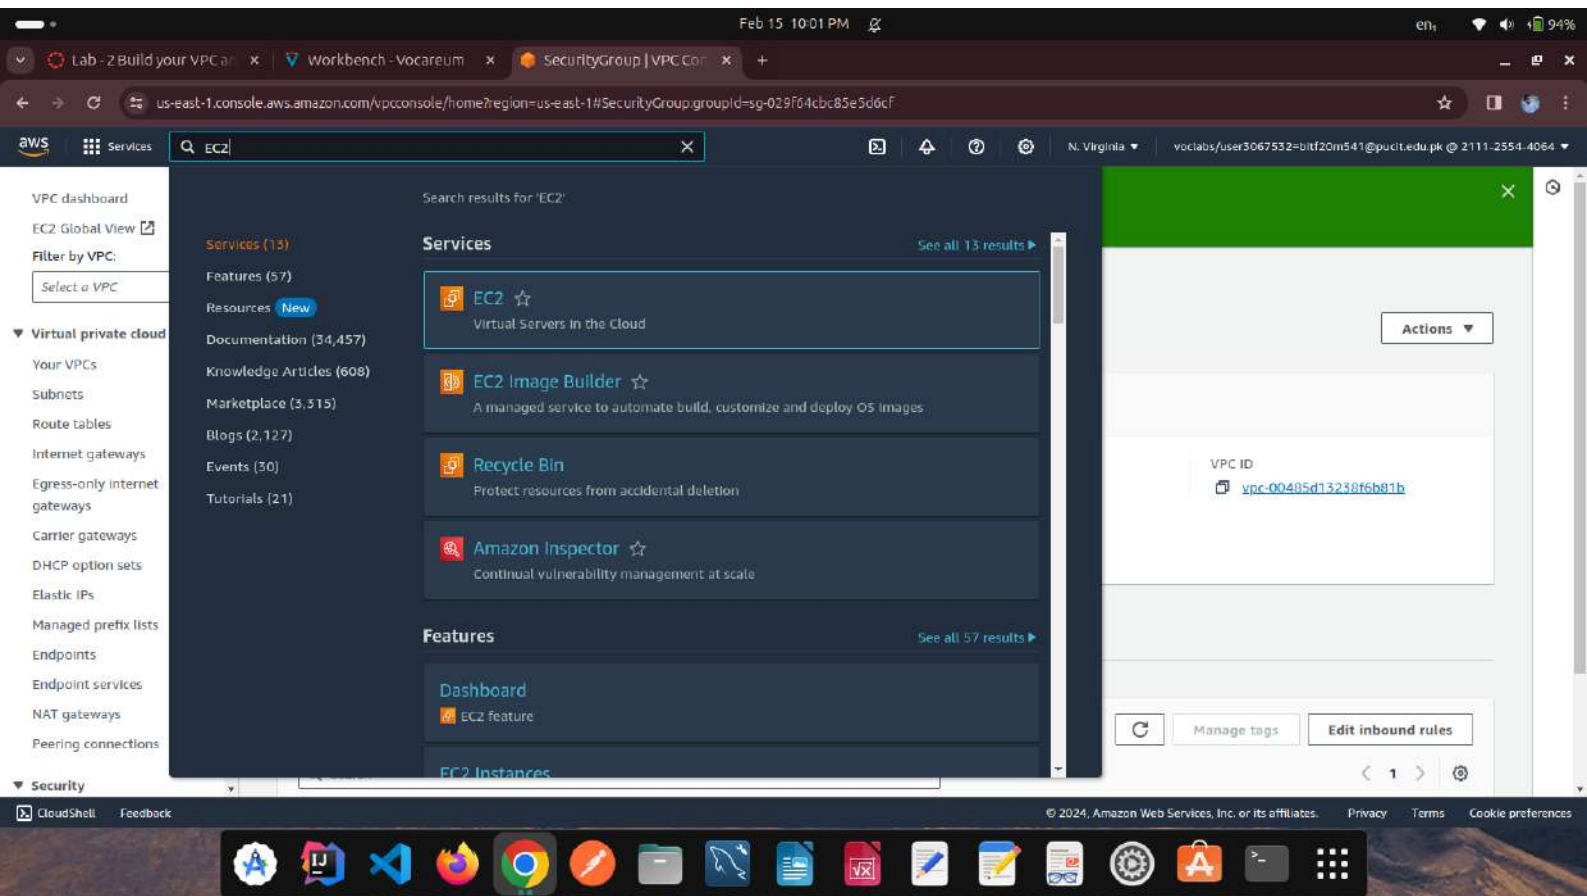 Feb 15 10:01 PM
en₁
94%
Lab - 2 Build your VPC an
Workbench - Vocareum
SecurityGroup | VPC Con
us-east-1.console.aws.amazon.com/vpcconsole/home?region=us-east-1#SecurityGroup:groupId=sg-029f64cbc85e5d6cf
aws
Services
EC2
N. Virginia
voclabs/user3067532=bitf20m541@pucit.edu.pk @ 2111-2554-4064
VPC dashboard
EC2 Global View
Filter by VPC:
Select a VPC
Virtual private cloud
Your VPCs
Subnets
Route tables
Internet gateways
Egress-only internet
gateways
Carrier gateways
DHCP option sets
Elastic IPs
Managed prefix lists
Endpoints
Endpoint services
NAT gateways
Peering connections
Security
Search results for 'EC2'
Services (13)
Features (57)
Resources New
Documentation (34,457)
Knowledge Articles (608)
Marketplace (3,315)
Blogs (2,127)
Events (30)
Tutorials (21)
Services
See all 13 results
EC2
Virtual Servers in the Cloud
EC2 Image Builder
A managed service to automate build, customize and deploy OS images
Recycle Bin
Protect resources from accidental deletion
Amazon Inspector
Continual vulnerability management at scale
Features
See all 57 results
Dashboard
EC2 feature
EC2 Instances
Actions
VPC ID
vpc-00485d13238f6b81b
Manage tags
Edit inbound rules
1
CloudShell
Feedback
© 2024, Amazon Web Services, Inc. or its affiliates.
Privacy
Terms
Cookie preferences